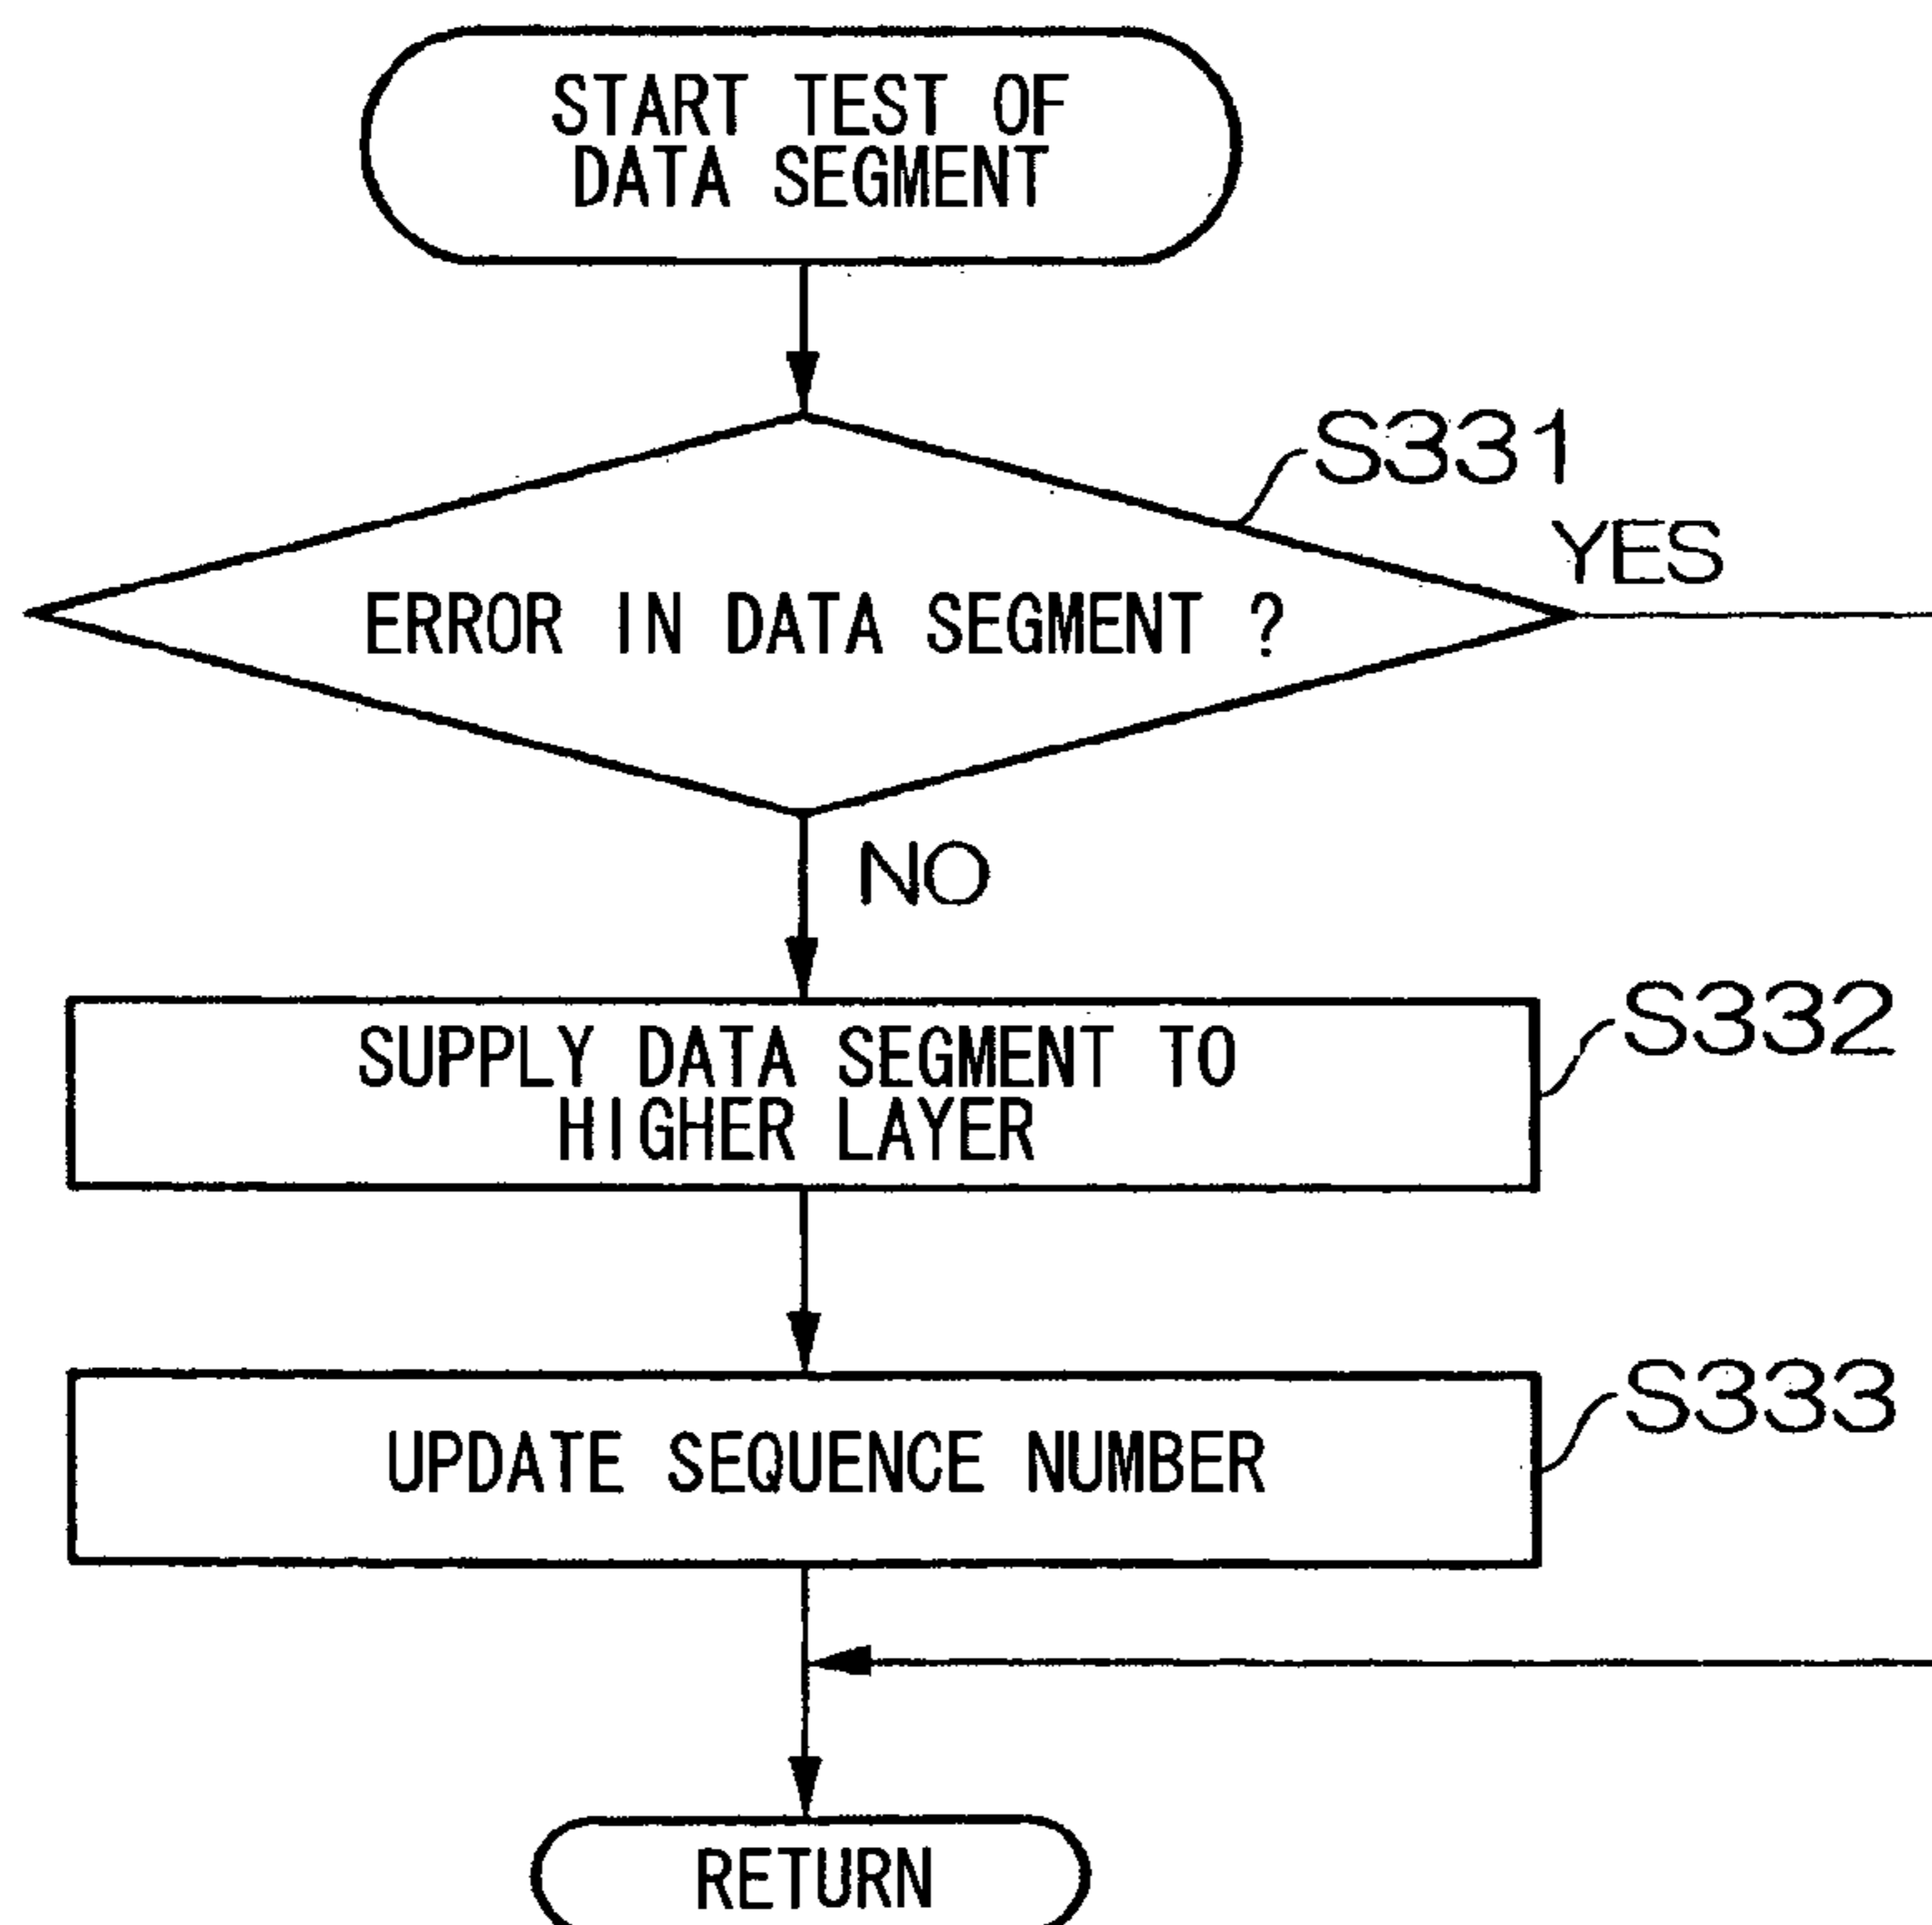 START TEST OF
DATA SEGMENT
S331
YES
ERROR IN DATA SEGMENT ?
NO
SUPPLY DATA SEGMENT TO
HIGHER LAYER
S332
UPDATE SEQUENCE NUMBER
S333
RETURN